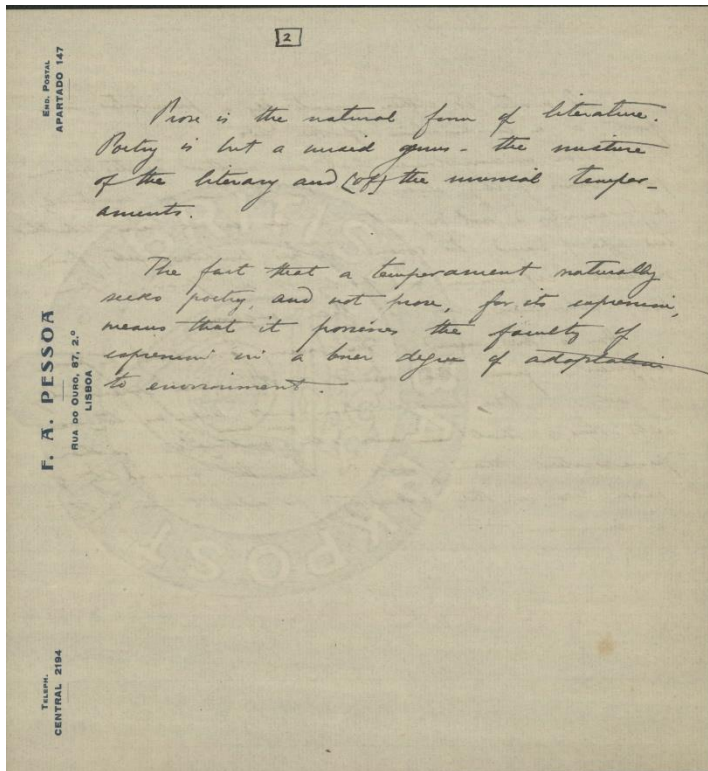 2
Prose is the natural form of literature.
Poetry is but a mixed genus - the mixture
of the literary and (of) the musical temper-
aments.
The fact that a temperament naturally
seeks poetry, and not prose, for its expression,
means that it possesses the faculty of
expression in a lower degree of adaptation
to environment.
END. POSTAL
APARTADO 147
F. A. PESSOA
RUA DO OURO, 87, 2.º
LISBOA
TELEPH.
CENTRAL 2194
KPOST